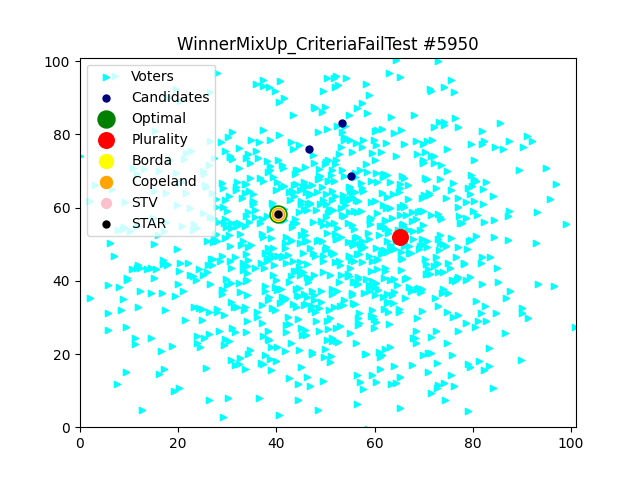 WinnerMixUp_CriteriaFailTest #5950
Voters
Candidates
Optimal
Plurality
Borda
Copeland
STV
STAR
100
80
60
40
20
0
0 20 40 60 80 100